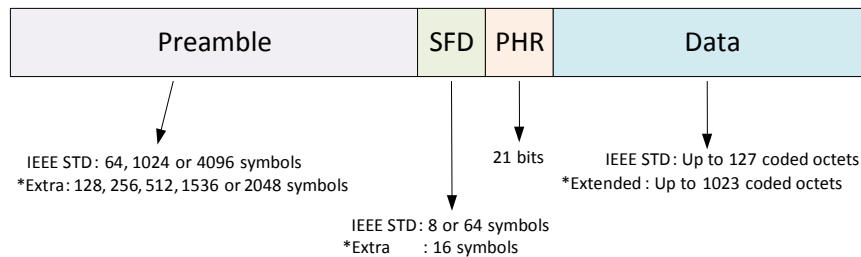 Preamble SFD PHR Data
IEEE STD: 64, 1024 or 4096 symbols
*Extra: 128, 256, 512, 1536 or 2048 symbols
IEEE STD: 8 or 64 symbols
*Extra : 16 symbols
21 bits
IEEE STD: Up to 127 coded octets
*Extended : Up to 1023 coded octets